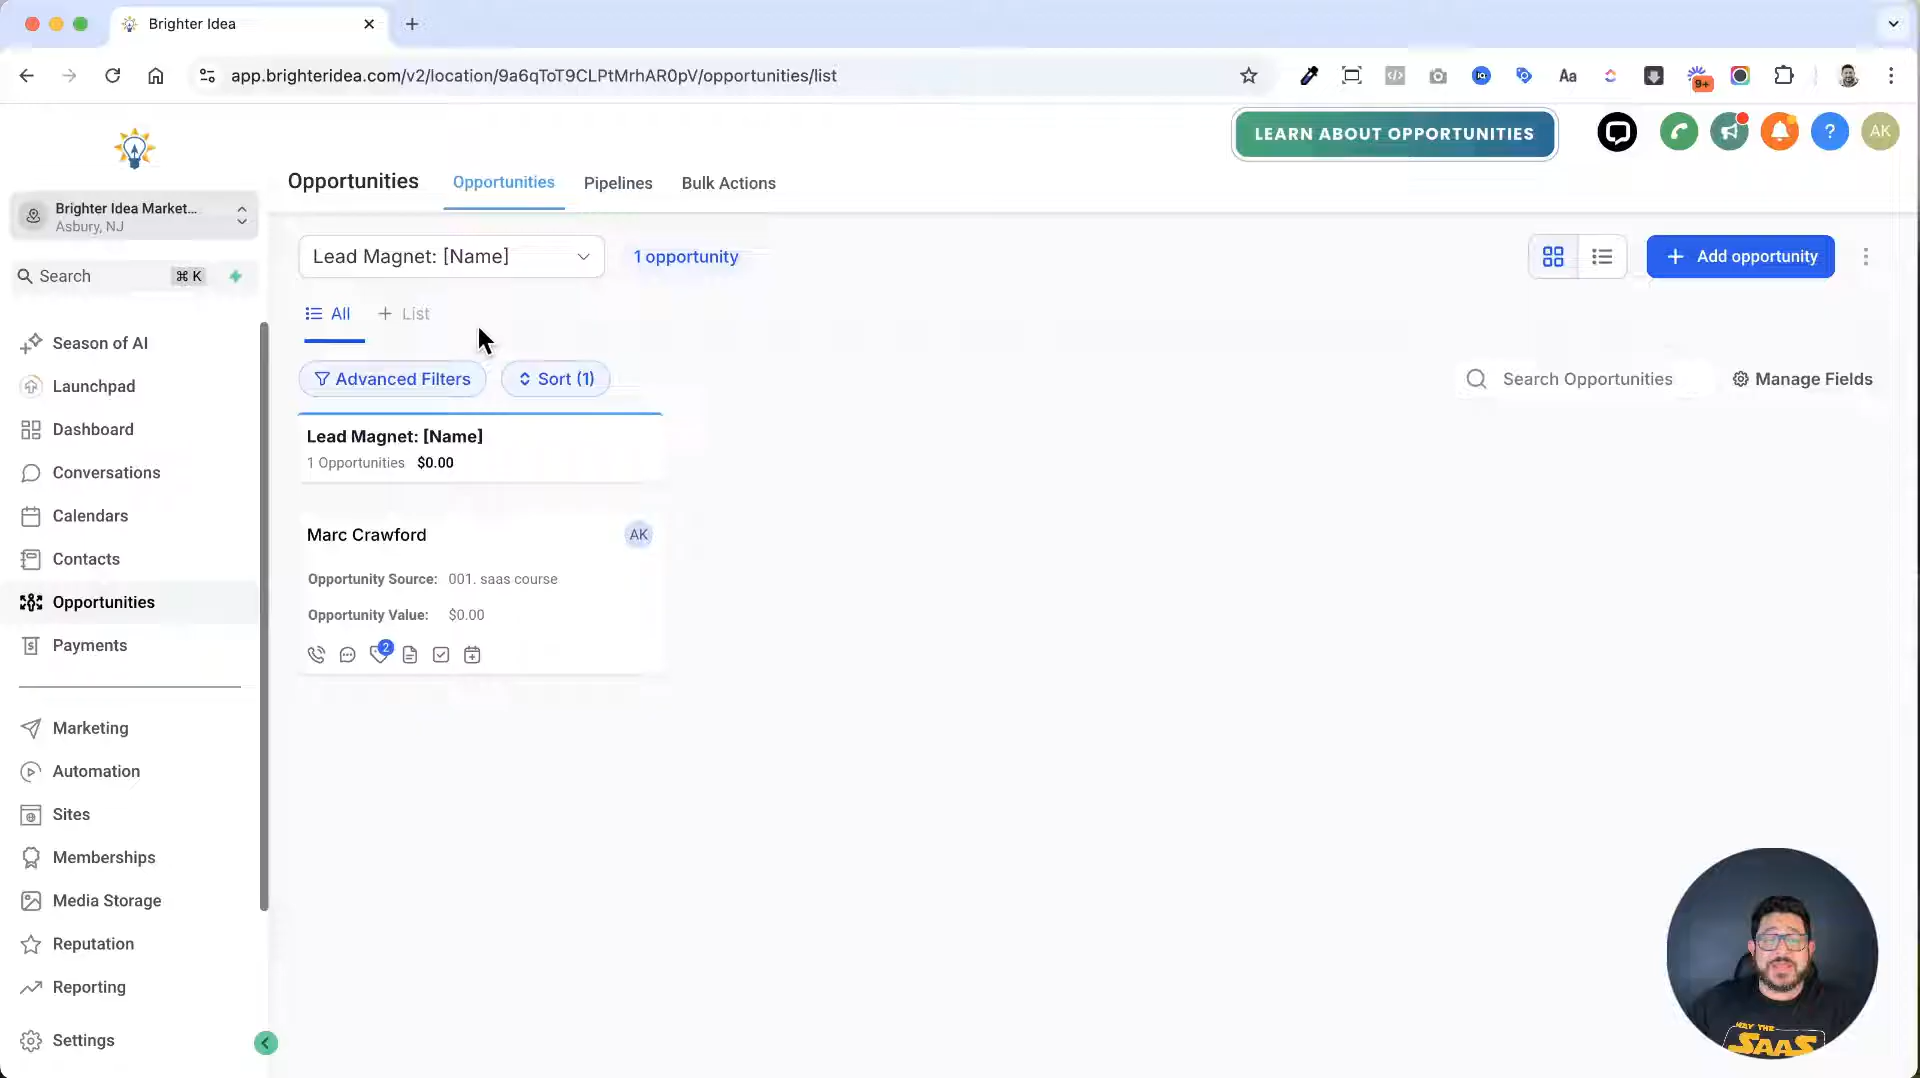 Brighter Idea
app.brighteridea.com/v2/location/9a6qToT9CLPtMrhAR0pV/opportunities/list
Aa
9+
LEARN ABOUT OPPORTUNITIES
?
AK
Opportunities
Opportunities
Pipelines
Bulk Actions
Brighter Idea Market...
Asbury, NJ
Search
⌘ K
Lead Magnet: [Name]
1 opportunity
+ Add opportunity
All
+ List
Advanced Filters
Sort (1)
Search Opportunities
Manage Fields
Lead Magnet: [Name]
1 Opportunities $0.00
Marc Crawford
AK
Opportunity Source: 001. saas course
Opportunity Value: $0.00
2
Season of AI
Launchpad
Dashboard
Conversations
Calendars
Contacts
Opportunities
Payments
Marketing
Automation
Sites
Memberships
Media Storage
Reputation
Reporting
Settings
MAY THE
SAAS